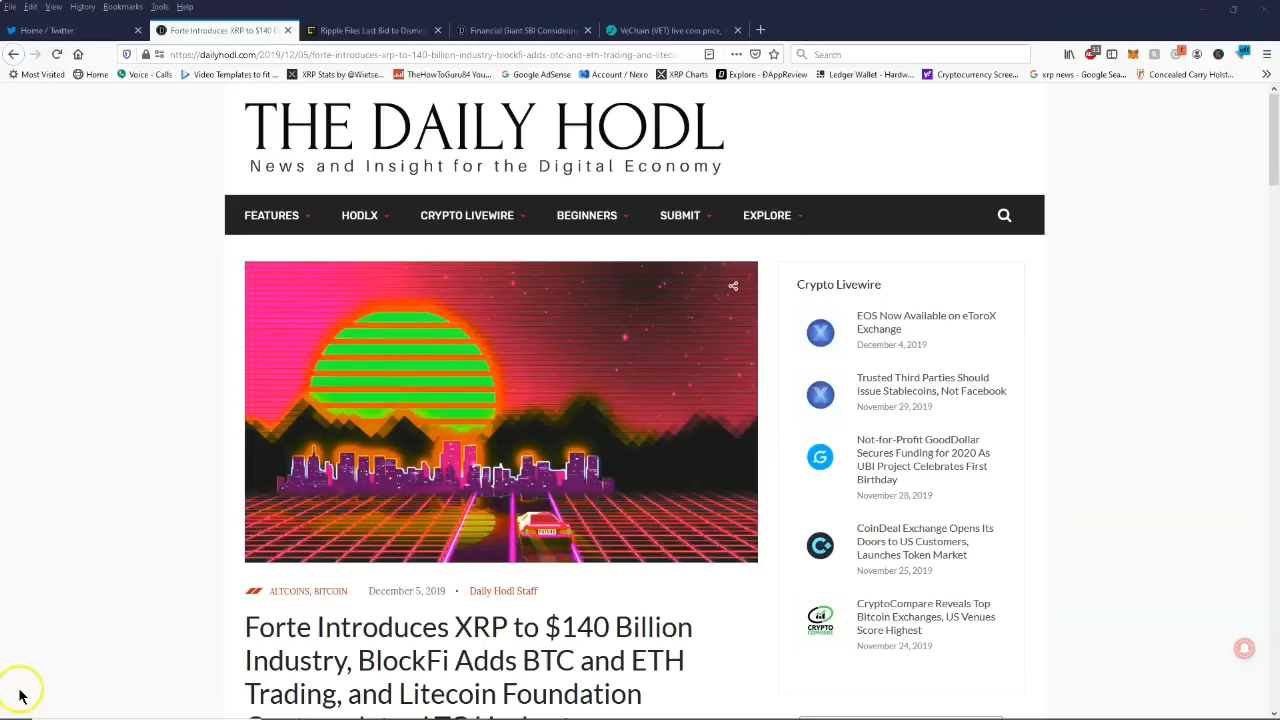 File Edit View History Bookmarks Tools Help
Home / Twitter
Forte Introduces XRP to $140 B
Ripple Files Last Bid to Dismiss
Financial Giant SBI Considering
VeChain (VET) live coin price,
https://dailyhodl.com/2019/12/05/forte-introduces-xrp-to-140-billion-industry-blockfi-adds-btc-and-eth-trading-and-litec
Search
Most Visited
Home
Voice - Calls
Video Templates to fit ...
XRP Stats by @Wietse...
TheHowToGuru84 You...
Google AdSense
Account / Nexo
XRP Charts
Explore - ÐAppReview
Ledger Wallet - Hardw...
Cryptocurrency Scree...
xrp news - Google Sea...
Concealed Carry Holst...
THE DAILY HODL
News and Insight for the Digital Economy
FEATURES HODLX CRYPTO LIVEWIRE BEGINNERS SUBMIT EXPLORE
FUTURE
ALTCOINS, BITCOIN December 5, 2019 • Daily Hodl Staff
Forte Introduces XRP to $140 Billion
Industry, BlockFi Adds BTC and ETH
Trading, and Litecoin Foundation
Crypto Livewire
EOS Now Available on eToroX
Exchange
December 4, 2019
Trusted Third Parties Should
Issue Stablecoins, Not Facebook
November 29, 2019
Not-for-Profit GoodDollar
Secures Funding for 2020 As
UBI Project Celebrates First
Birthday
November 28, 2019
CoinDeal Exchange Opens Its
Doors to US Customers,
Launches Token Market
November 25, 2019
CRYPTO
COMPARE
CryptoCompare Reveals Top
Bitcoin Exchanges, US Venues
Score Highest
November 24, 2019